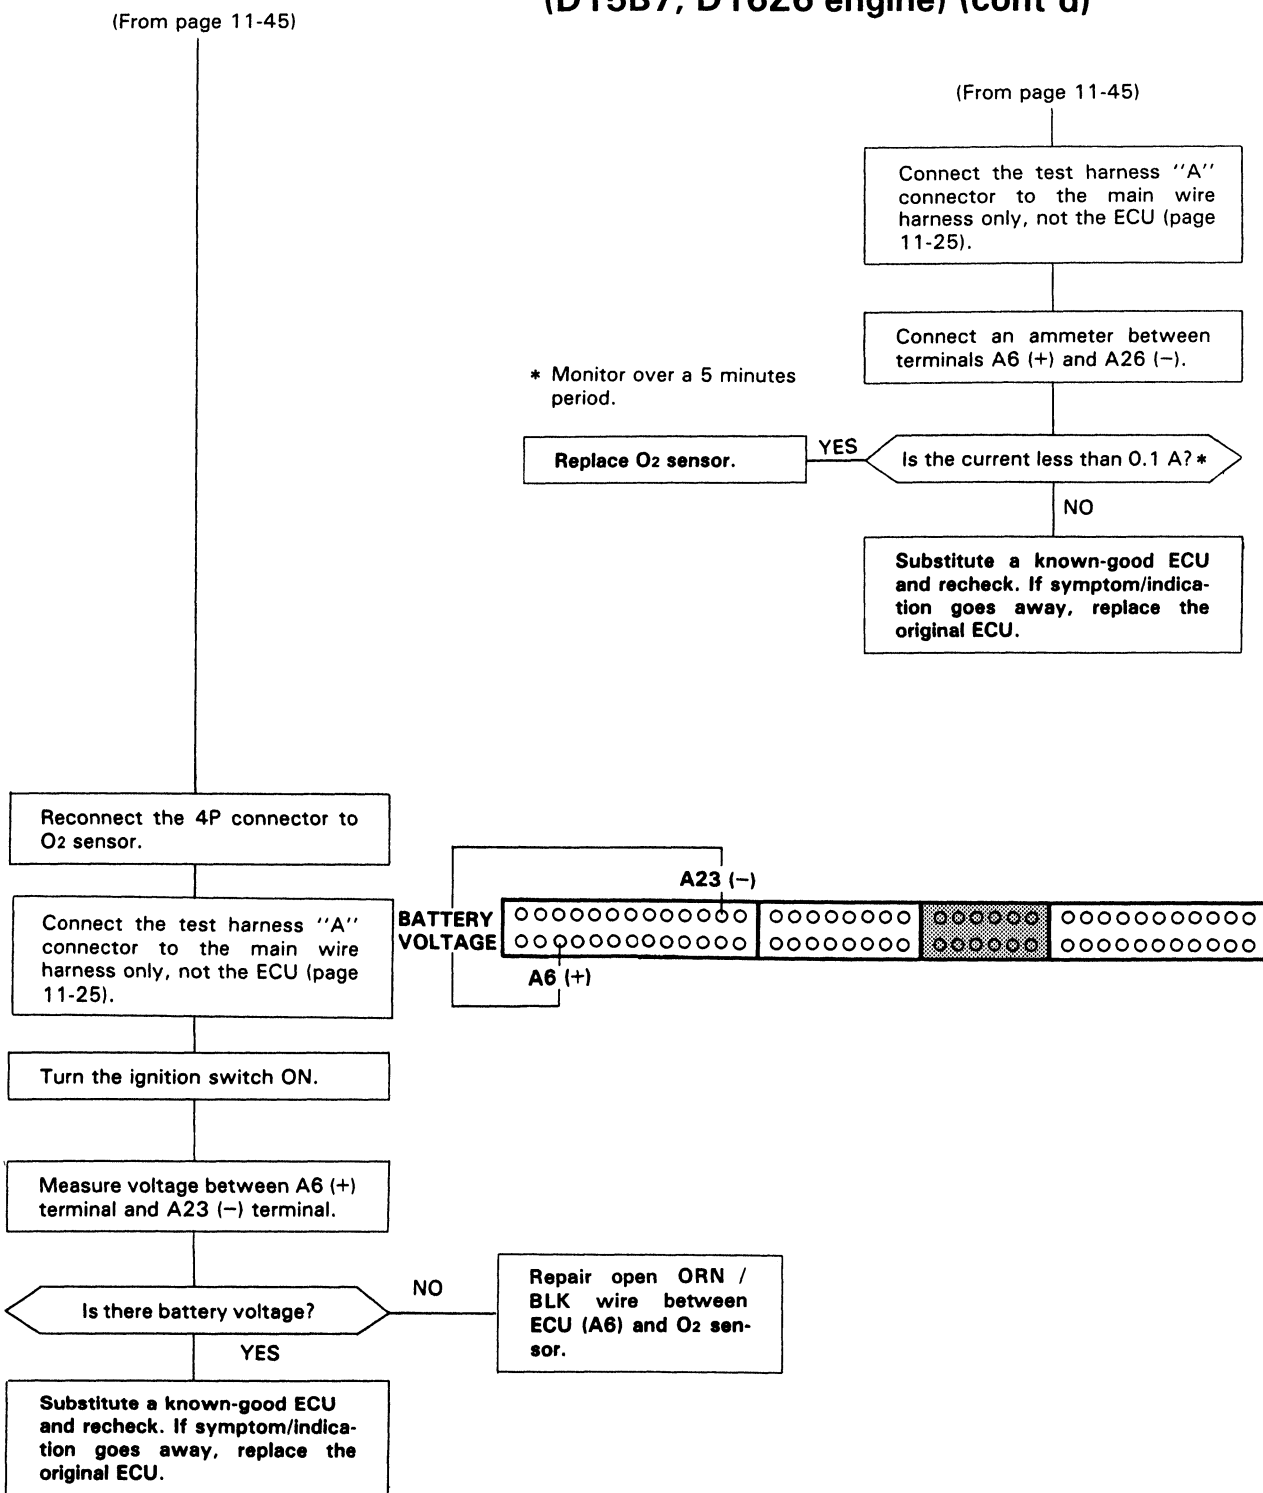 (D15B7, D16Z6 engine) (cont'd)
(From page 11-45)
(From page 11-45)
Connect the test harness "A"
connector to the main wire
harness only, not the ECU (page
11-25).
Connect an ammeter between
terminals A6 (+) and A26 (−).
* Monitor over a 5 minutes
period.
Replace O2 sensor.
YES
Is the current less than 0.1 A?*
NO
Substitute a known-good ECU
and recheck. If symptom/indica-
tion goes away, replace the
original ECU.
Reconnect the 4P connector to
O2 sensor.
Connect the test harness "A"
connector to the main wire
harness only, not the ECU (page
11-25).
A23 (−)
BATTERY
VOLTAGE
A6 (+)
Turn the ignition switch ON.
Measure voltage between A6 (+)
terminal and A23 (−) terminal.
Is there battery voltage?
NO
Repair open ORN /
BLK wire between
ECU (A6) and O2 sen-
sor.
YES
Substitute a known-good ECU
and recheck. If symptom/indica-
tion goes away, replace the
original ECU.